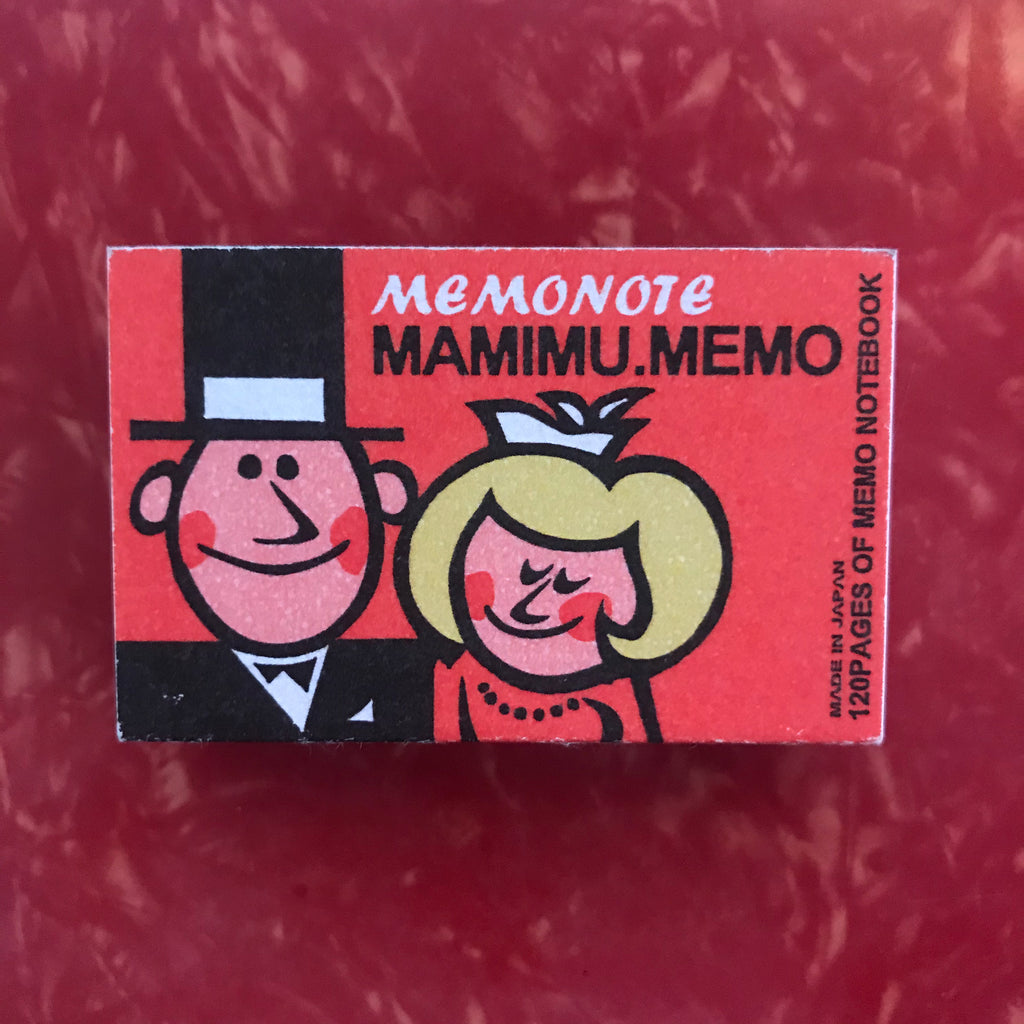 MEMONOTE
MAMIMU.MEMO
MADE IN JAPAN
120PAGES OF MEMO NOTEBOOK